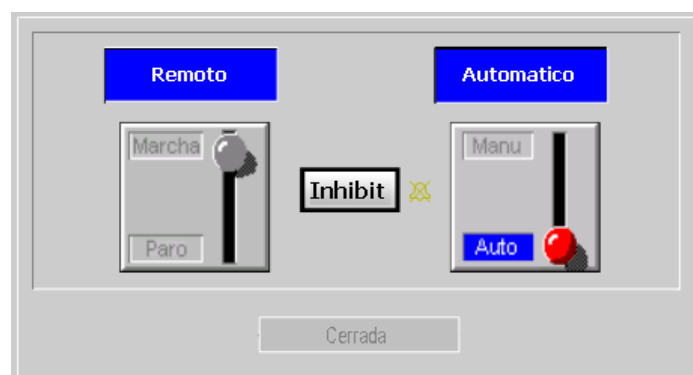 Remoto
Automatico
Marcha
Manu
Inhibit
Paro
Auto
Cerrada